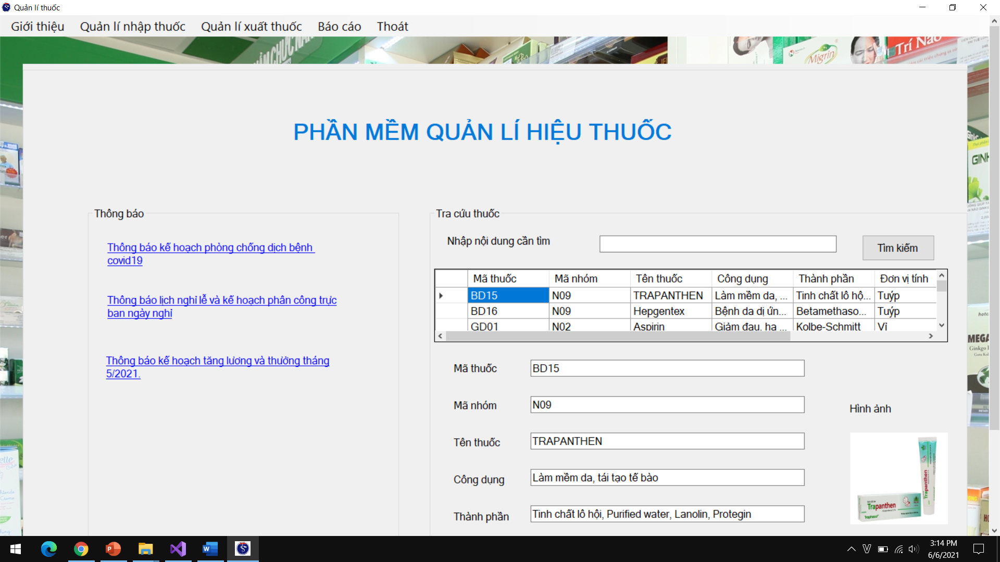 Quản lí thuốc
Giới thiệu Quản lí nhập thuốc Quản lí xuất thuốc Báo cáo Thoát
Migrin
Trí Não
PHẦN MỀM QUẢN LÍ HIỆU THUỐC
Thông báo
Thông báo kế hoạch phòng chống dịch bệnh
covid19
Thông báo lịch nghỉ lễ và kế hoạch phân công trực
ban ngày nghỉ
Thông báo kế hoạch tăng lương và thưởng tháng
5/2021.
Tra cứu thuốc
Nhập nội dung cần tìm
Tìm kiếm
Mã thuốc Mã nhóm Tên thuốc Công dụng Thành phần Đơn vị tính
BD15 N09 TRAPANTHEN Làm mềm da, ... Tinh chất lô hộ... Tuýp
BD16 N09 Hepgentex Bệnh da dị ứn... Betamethaso... Tuýp
GD01 N02 Aspirin Giảm đau, hạ ... Kolbe-Schmitt Vỉ
Mã thuốc BD15
Mã nhóm N09
Hình ảnh
Tên thuốc TRAPANTHEN
Công dụng Làm mềm da, tái tạo tế bào
Thành phần Tinh chất lô hội, Purified water, Lanolin, Protegin
Trapanthen
Trapanthen
Traphaco
MEGA
Ginkgo
3:14 PM
6/6/2021